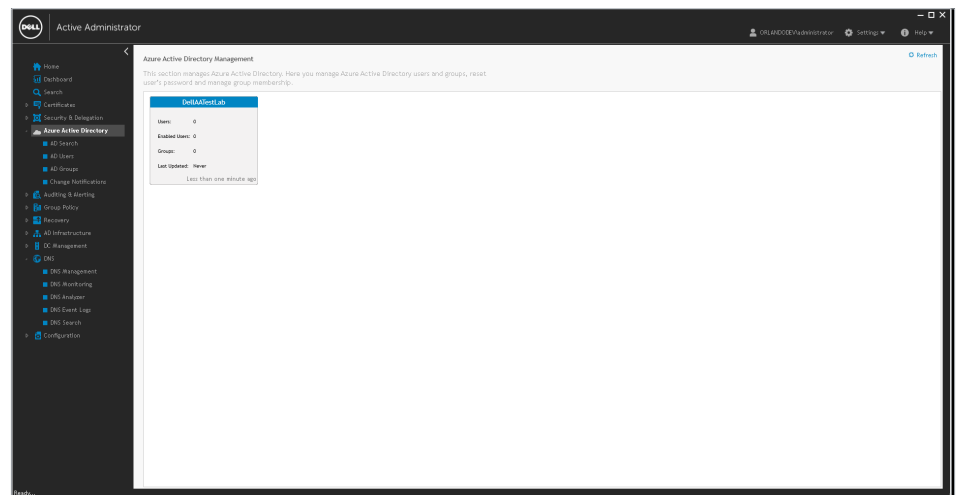 DELL
Active Administrator
ORLANDODEV\administrator
Settings
Help
Home
Dashboard
Search
Certificates
Security & Delegation
Azure Active Directory
AD Search
AD Users
AD Groups
Change Notifications
Auditing & Alerting
Group Policy
Recovery
AD Infrastructure
DC Management
DNS
DNS Management
DNS Monitoring
DNS Analyzer
DNS Event Logs
DNS Search
Configuration
Ready...
Azure Active Directory Management
Refresh
This section manages Azure Active Directory. Here you manage Azure Active Directory users and groups, reset
user's password and manage group membership.
DellAATestLab
Users: 0
Enabled Users: 0
Groups: 0
Last Updated: Never
Less than one minute ago